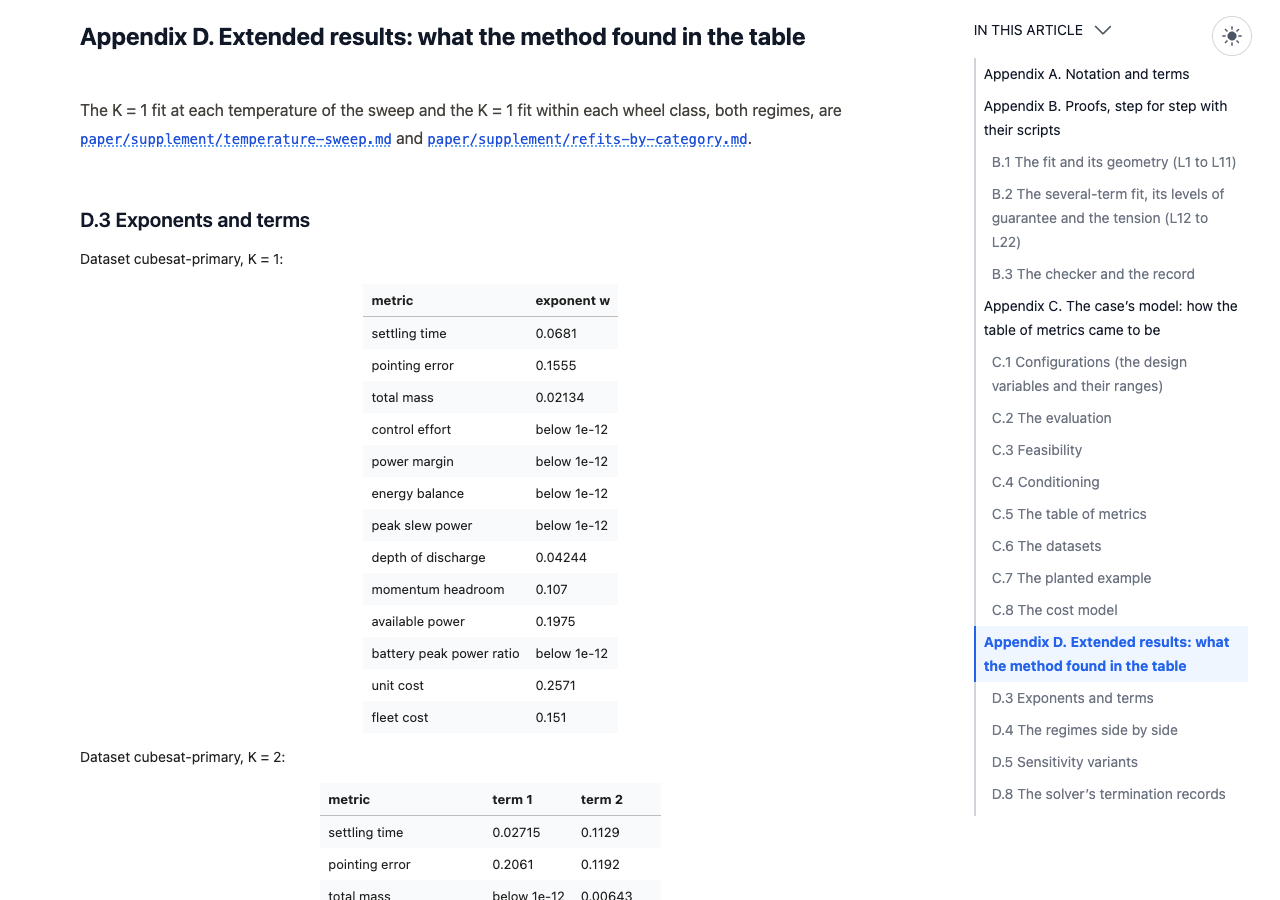 Appendix D. Extended results: what the method found in the table
The K = 1 fit at each temperature of the sweep and the K = 1 fit within each wheel class, both regimes, are
paper/supplement/temperature-sweep.md and paper/supplement/refits-by-category.md.
D.3 Exponents and terms
Dataset cubesat-primary, K = 1:
metric exponent w
settling time 0.0681
pointing error 0.1555
total mass 0.02134
control effort below 1e-12
power margin below 1e-12
energy balance below 1e-12
peak slew power below 1e-12
depth of discharge 0.04244
momentum headroom 0.107
available power 0.1975
battery peak power ratio below 1e-12
unit cost 0.2571
fleet cost 0.151
Dataset cubesat-primary, K = 2:
metric term 1 term 2
settling time 0.02715 0.1129
pointing error 0.2061 0.1192
total mass below 1e-12 0.00643
IN THIS ARTICLE
Appendix A. Notation and terms
Appendix B. Proofs, step for step with
their scripts
B.1 The fit and its geometry (L1 to L11)
B.2 The several-term fit, its levels of
guarantee and the tension (L12 to
L22)
B.3 The checker and the record
Appendix C. The case’s model: how the
table of metrics came to be
C.1 Configurations (the design
variables and their ranges)
C.2 The evaluation
C.3 Feasibility
C.4 Conditioning
C.5 The table of metrics
C.6 The datasets
C.7 The planted example
C.8 The cost model
Appendix D. Extended results: what
the method found in the table
D.3 Exponents and terms
D.4 The regimes side by side
D.5 Sensitivity variants
D.8 The solver’s termination records